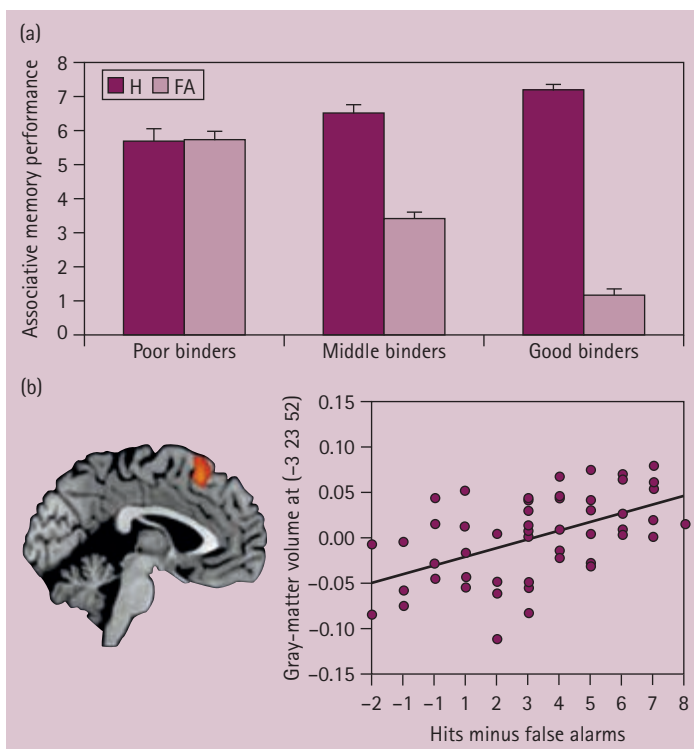 (a)
Associative memory performance
8
7
6
5
4
3
2
1
0
H FA
Poor binders Middle binders Good binders
(b)
Gray-matter volume at (−3 23 52)
0.15
0.10
0.05
0.00
−0.05
−0.10
−0.15
−2 −1 −1 1 2 3 4 5 6 7 8
Hits minus false alarms